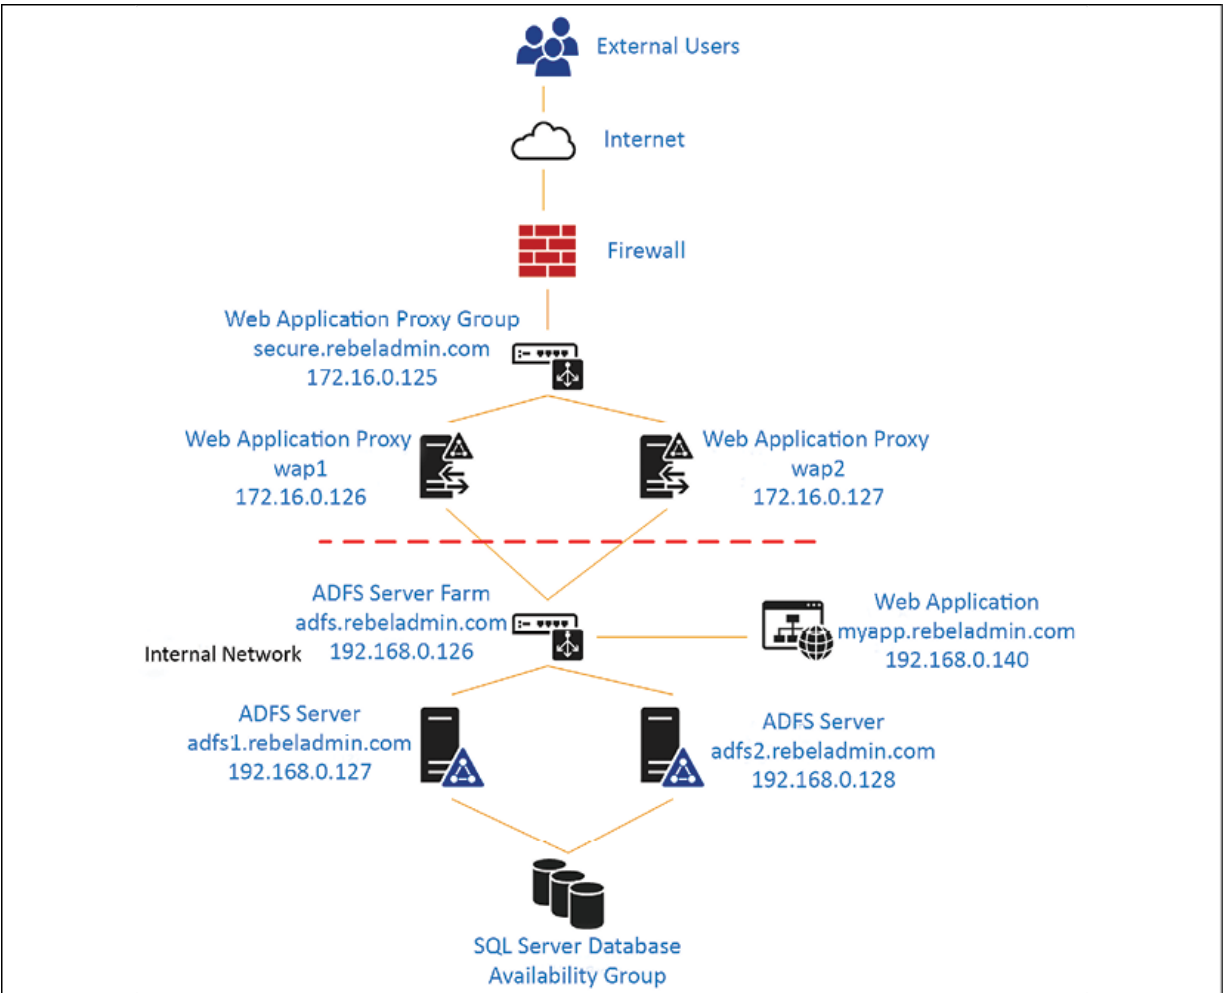 External Users
Internet
Firewall
Web Application Proxy Group
secure.rebeladmin.com
172.16.0.125
Web Application Proxy
wap1
172.16.0.126
Web Application Proxy
wap2
172.16.0.127
ADFS Server Farm
adfs.rebeladmin.com
192.168.0.126
Web Application
myapp.rebeladmin.com
192.168.0.140
Internal Network
ADFS Server
adfs1.rebeladmin.com
192.168.0.127
ADFS Server
adfs2.rebeladmin.com
192.168.0.128
SQL Server Database
Availability Group